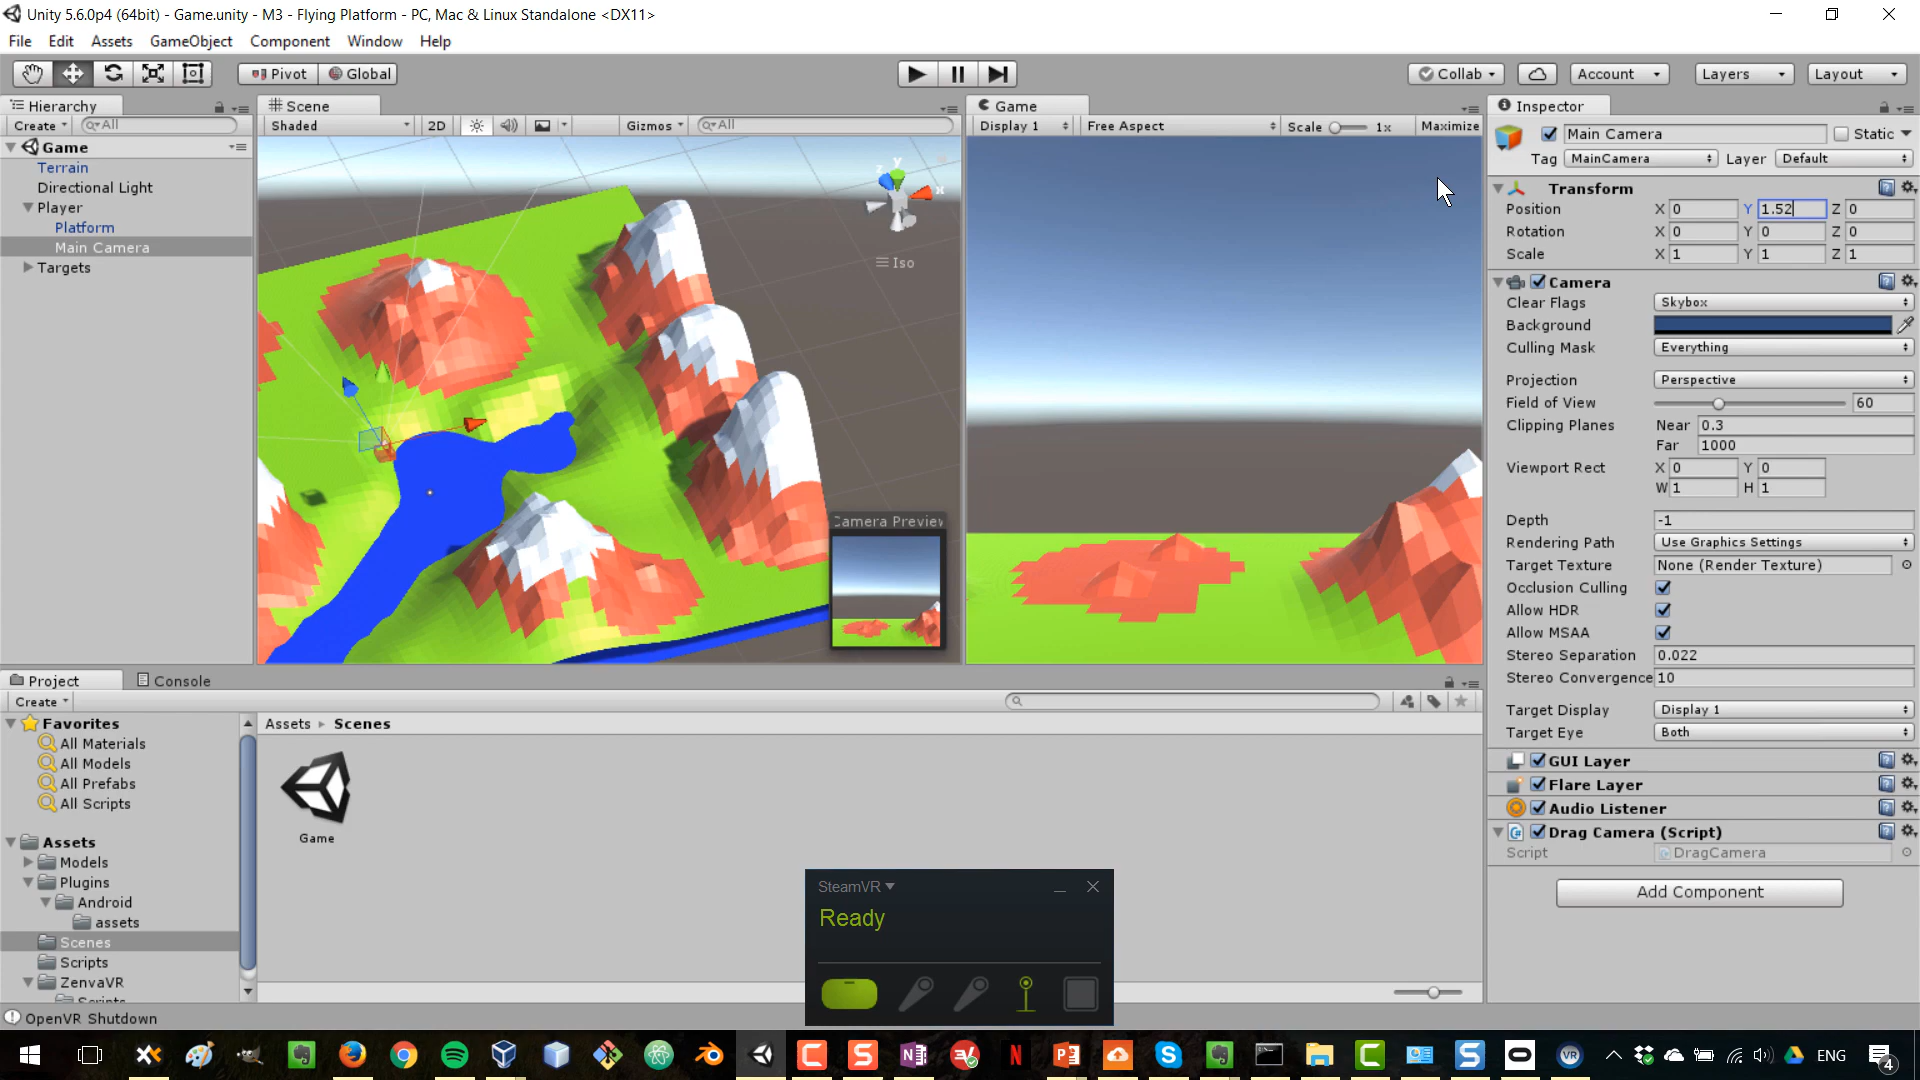 Unity 5.6.0p4 (64bit) - Game.unity - M3 - Flying Platform - PC, Mac & Linux Standalone <DX11>
File Edit Assets GameObject Component Window Help
Pivot Global Collab Account Layers Layout
Hierarchy
Create All
Game
Terrain
Directional Light
Player
Platform
Main Camera
Targets
Scene
Shaded 2D Gizmos All
y
z
x
Iso
Camera Preview
Game
Display 1 Free Aspect Scale 1x Maximize
Inspector
Main Camera Static
Tag MainCamera Layer Default
Transform
Position X 0 Y 1.52 Z 0
Rotation X 0 Y 0 Z 0
Scale X 1 Y 1 Z 1
Camera
Clear Flags Skybox
Background
Culling Mask Everything
Projection Perspective
Field of View 60
Clipping Planes Near 0.3
Far 1000
Viewport Rect X 0 Y 0
W 1 H 1
Depth -1
Rendering Path Use Graphics Settings
Target Texture None (Render Texture)
Occlusion Culling
Allow HDR
Allow MSAA
Stereo Separation 0.022
Stereo Convergence 10
Target Display Display 1
Target Eye Both
GUI Layer
Flare Layer
Audio Listener
Drag Camera (Script)
Script DragCamera
Add Component
Project Console
Create
Favorites
All Materials
All Models
All Prefabs
All Scripts
Assets
Models
Plugins
Android
assets
Scenes
Scripts
ZenvaVR
Scripts
Assets Scenes
Game
SteamVR
Ready
OpenVR Shutdown
ENG
4